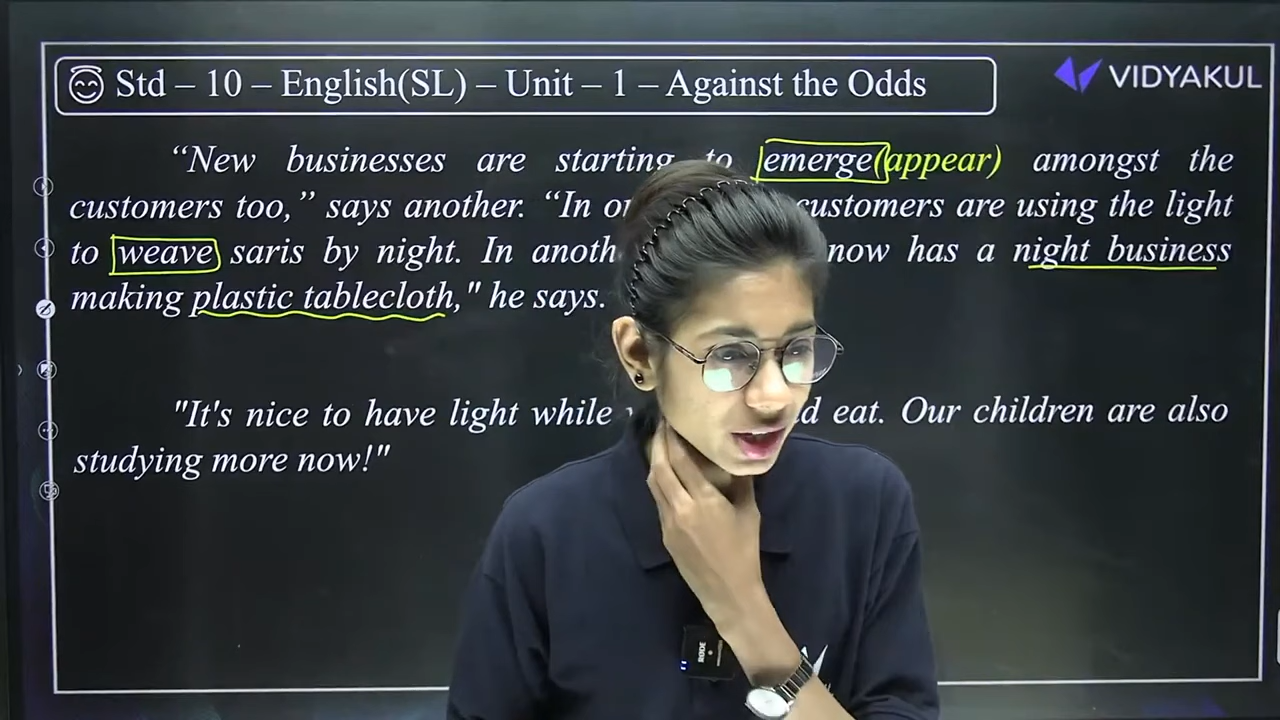 Std – 10 – English(SL) – Unit – 1 – Against the Odds
VIDYAKUL
“New businesses are starting to emerge(appear) amongst the
customers too,” says another. “In customers are using the light
to weave saris by night. In now has a night business
making plastic tablecloth," he says.
"It's nice to have light while eat. Our children are also
studying more now!"
RODE